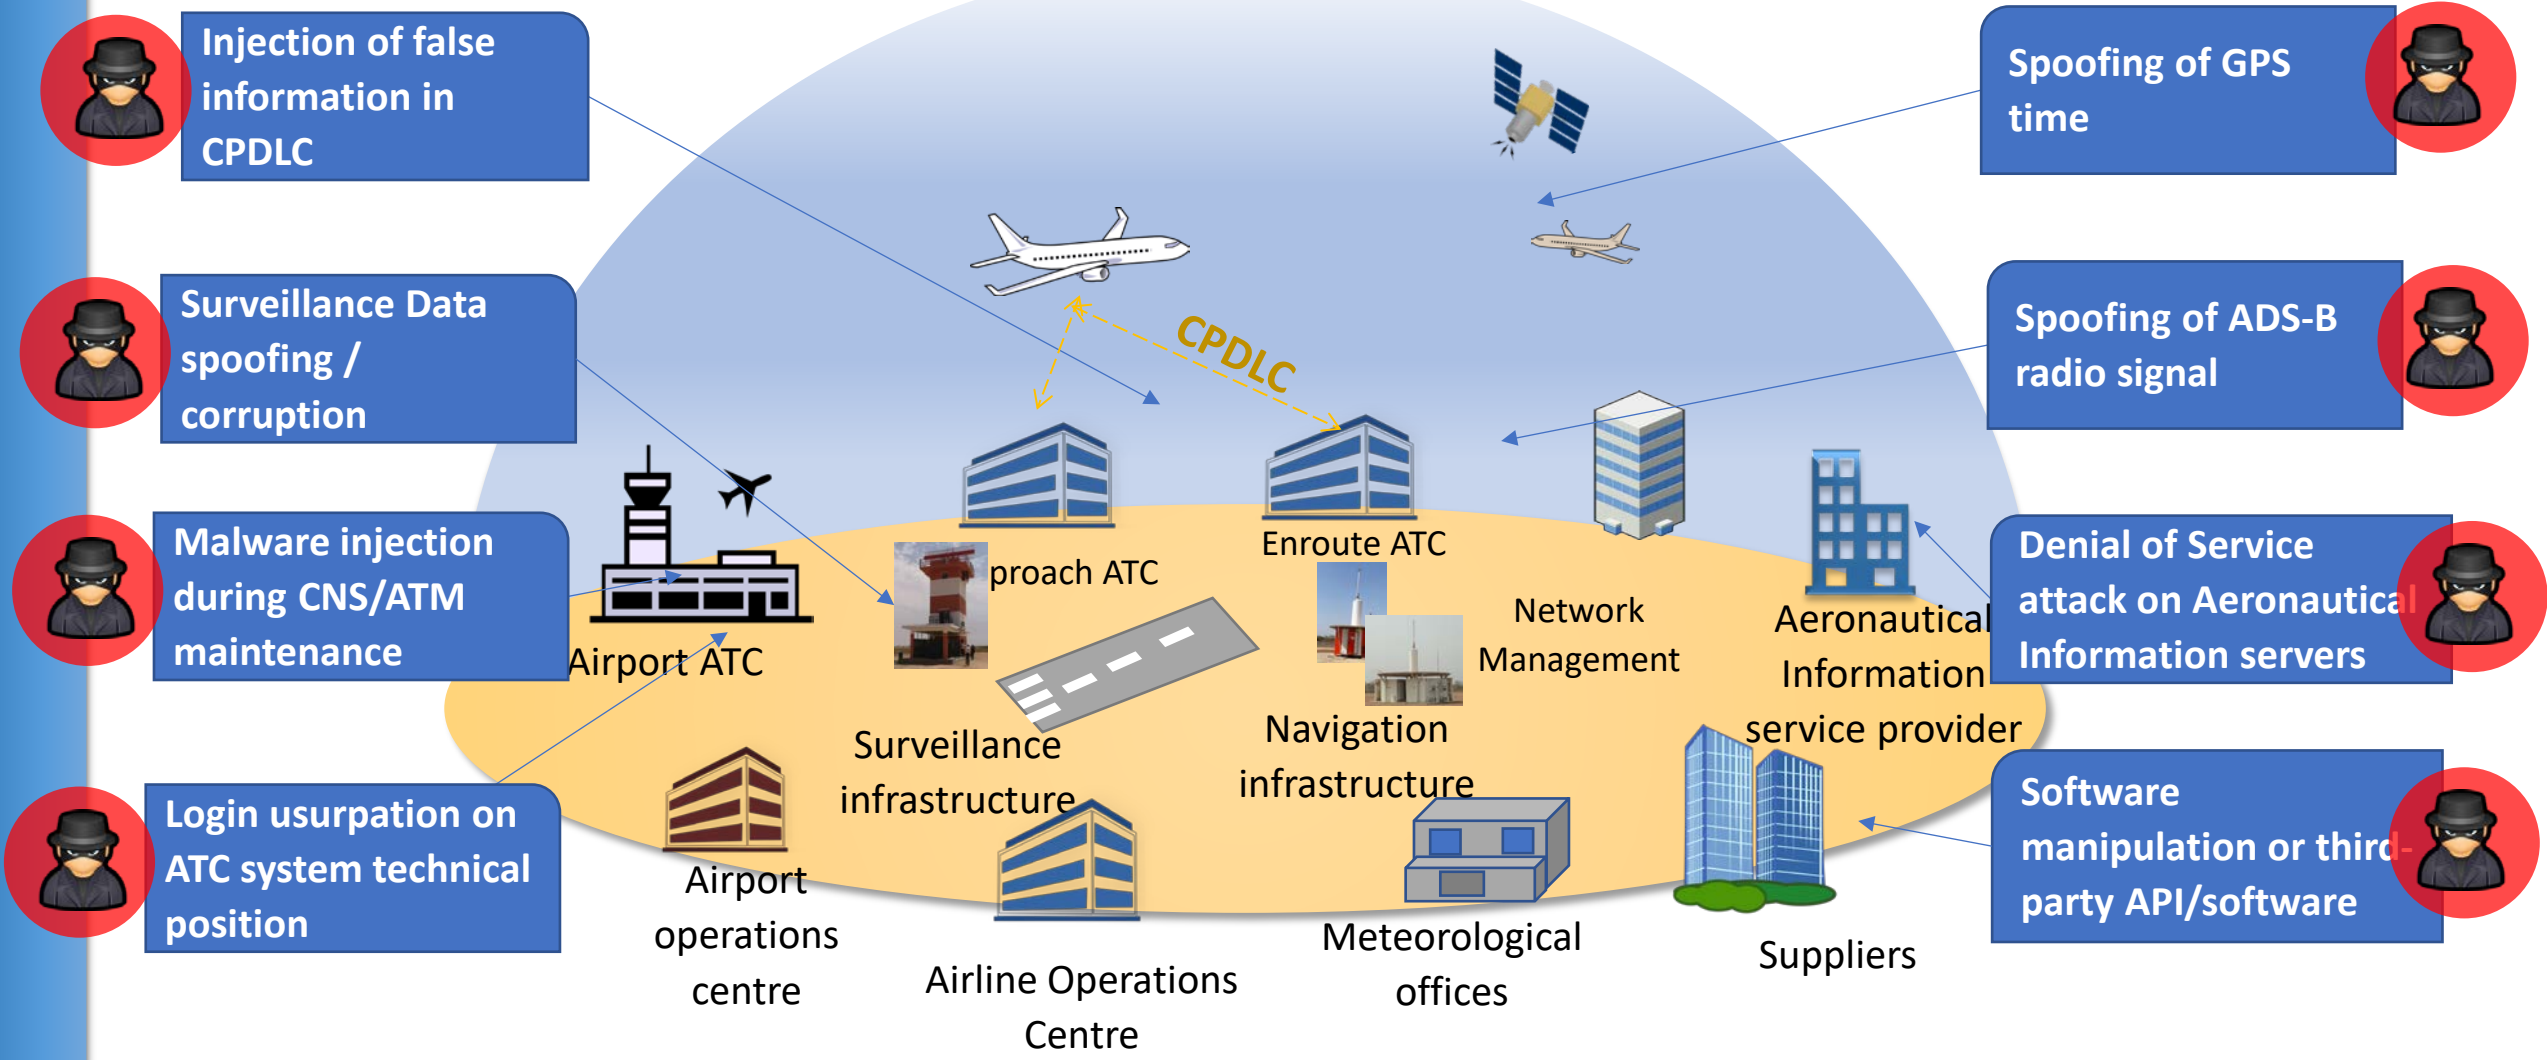 Injection of false
information in
CPDLC
Spoofing of GPS
time
Surveillance Data
spoofing /
corruption
CPDLC
Spoofing of ADS-B
radio signal
Malware injection
during CNS/ATM
maintenance
Denial of Service
attack on Aeronautical
Information servers
Login usurpation on
ATC system technical
position
Software
manipulation or third-
party API/software
Airport ATC
proach ATC
Enroute ATC
Network
Management
Aeronautical
Information
service provider
Surveillance
infrastructure
Navigation
infrastructure
Airport
operations
centre
Airline Operations
Centre
Meteorological
offices
Suppliers